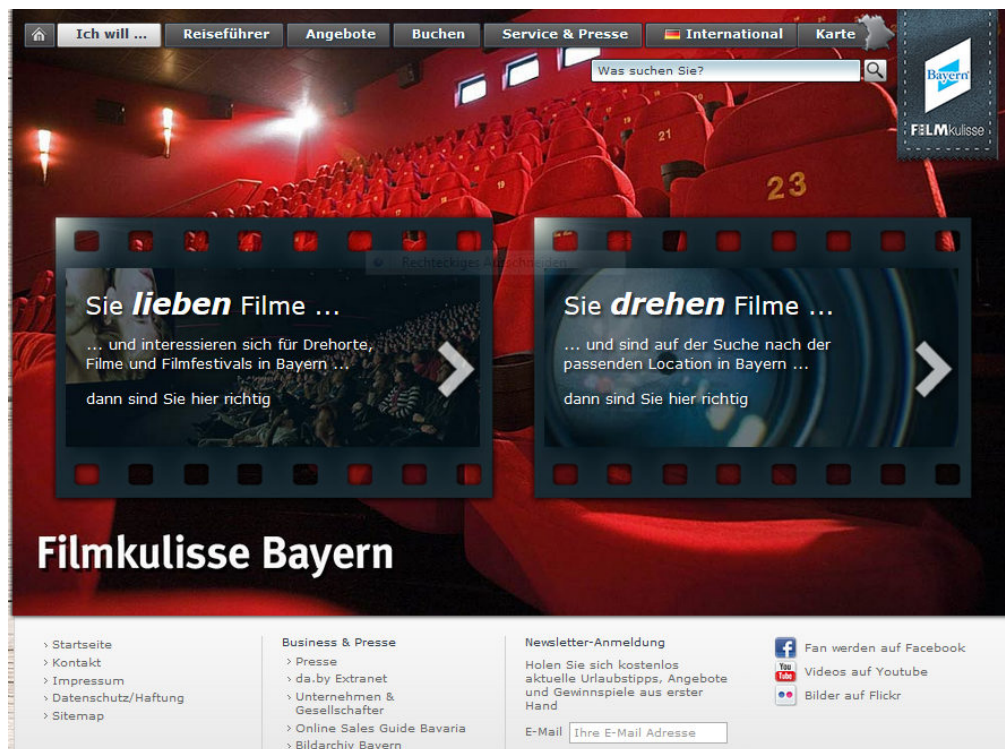 Ich will ... Reiseführer Angebote Buchen Service & Presse International Karte
Was suchen Sie?
Bayern
FILMkulisse
19
21
23
Rechteckiges Ausschneiden
Sie lieben Filme ...
... und interessieren sich für Drehorte,
Filme und Filmfestivals in Bayern ...
dann sind Sie hier richtig
Sie drehen Filme ...
... und sind auf der Suche nach der
passenden Location in Bayern ...
dann sind Sie hier richtig
Filmkulisse Bayern
› Startseite
› Kontakt
› Impressum
› Datenschutz/Haftung
› Sitemap
Business & Presse
› Presse
› da.by Extranet
› Unternehmen &
Gesellschafter
› Online Sales Guide Bavaria
› Bildarchiv Bayern
Newsletter-Anmeldung
Holen Sie sich kostenlos
aktuelle Urlaubstipps, Angebote
und Gewinnspiele aus erster
Hand
E-Mail Ihre E-Mail Adresse
f Fan werden auf Facebook
You Tube Videos auf Youtube
Bilder auf Flickr